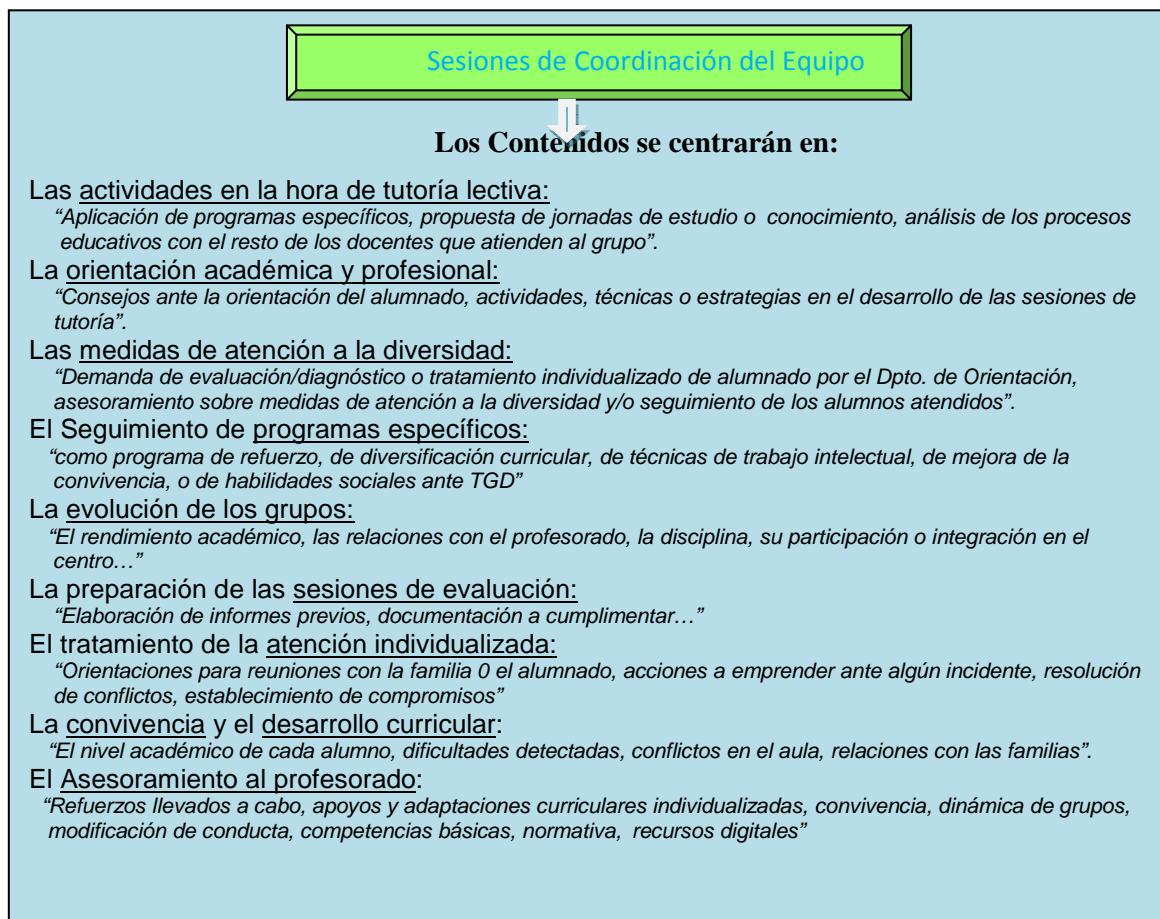 Sesiones de Coordinación del Equipo
Los Contenidos se centrarán en:
Las actividades en la hora de tutoría lectiva:
“Aplicación de programas específicos, propuesta de jornadas de estudio o conocimiento, análisis de los procesos
educativos con el resto de los docentes que atienden al grupo”.
La orientación académica y profesional:
“Consejos ante la orientación del alumnado, actividades, técnicas o estrategias en el desarrollo de las sesiones de
tutoría”.
Las medidas de atención a la diversidad:
“Demanda de evaluación/diagnóstico o tratamiento individualizado de alumnado por el Dpto. de Orientación,
asesoramiento sobre medidas de atención a la diversidad y/o seguimiento de los alumnos atendidos”.
El Seguimiento de programas específicos:
“como programa de refuerzo, de diversificación curricular, de técnicas de trabajo intelectual, de mejora de la
convivencia, o de habilidades sociales ante TGD”
La evolución de los grupos:
“El rendimiento académico, las relaciones con el profesorado, la disciplina, su participación o integración en el
centro…”
La preparación de las sesiones de evaluación:
“Elaboración de informes previos, documentación a cumplimentar…”
El tratamiento de la atención individualizada:
“Orientaciones para reuniones con la familia 0 el alumnado, acciones a emprender ante algún incidente, resolución
de conflictos, establecimiento de compromisos”
La convivencia y el desarrollo curricular:
“El nivel académico de cada alumno, dificultades detectadas, conflictos en el aula, relaciones con las familias”.
El Asesoramiento al profesorado:
“Refuerzos llevados a cabo, apoyos y adaptaciones curriculares individualizadas, convivencia, dinámica de grupos,
modificación de conducta, competencias básicas, normativa, recursos digitales”